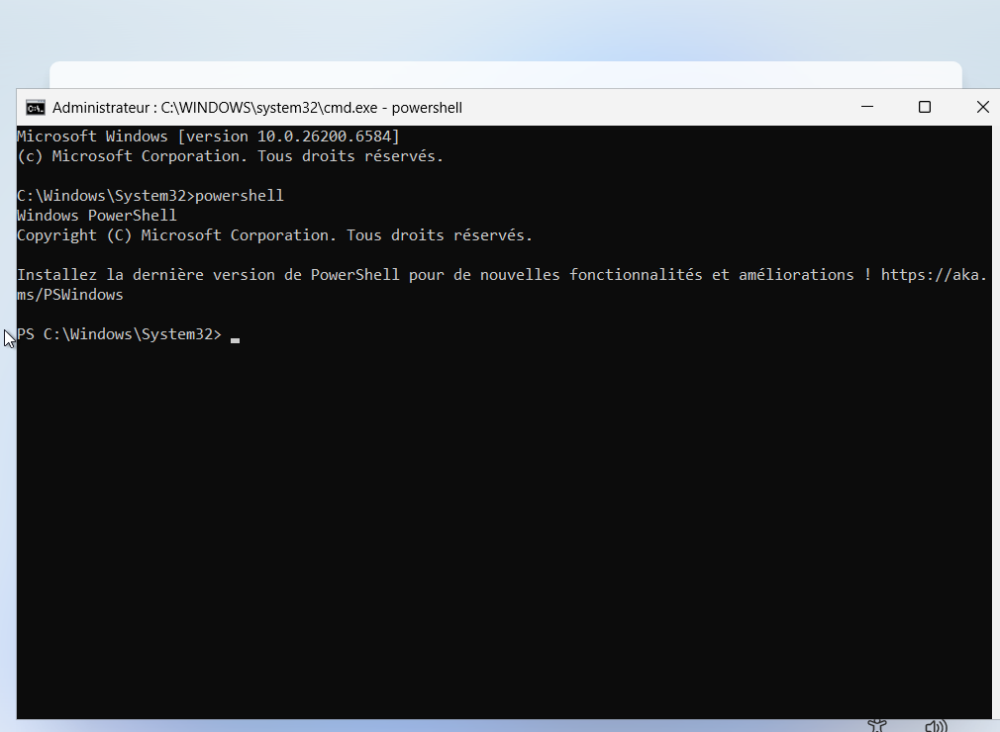 Administrateur : C:\WINDOWS\system32\cmd.exe - powershell
Microsoft Windows [version 10.0.26200.6584]
(c) Microsoft Corporation. Tous droits réservés.
C:\Windows\System32>powershell
Windows PowerShell
Copyright (C) Microsoft Corporation. Tous droits réservés.
Installez la dernière version de PowerShell pour de nouvelles fonctionnalités et améliorations ! https://aka.
ms/PSWindows
PS C:\Windows\System32>